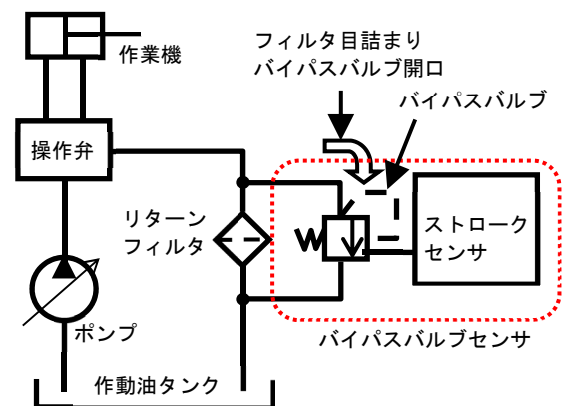 作業機
フィルタ目詰まり
バイパスバルブ開口
バイパスバルブ
操作弁
リターン
フィルタ
ストローク
センサ
ポンプ
バイパスバルブセンサ
作動油タンク